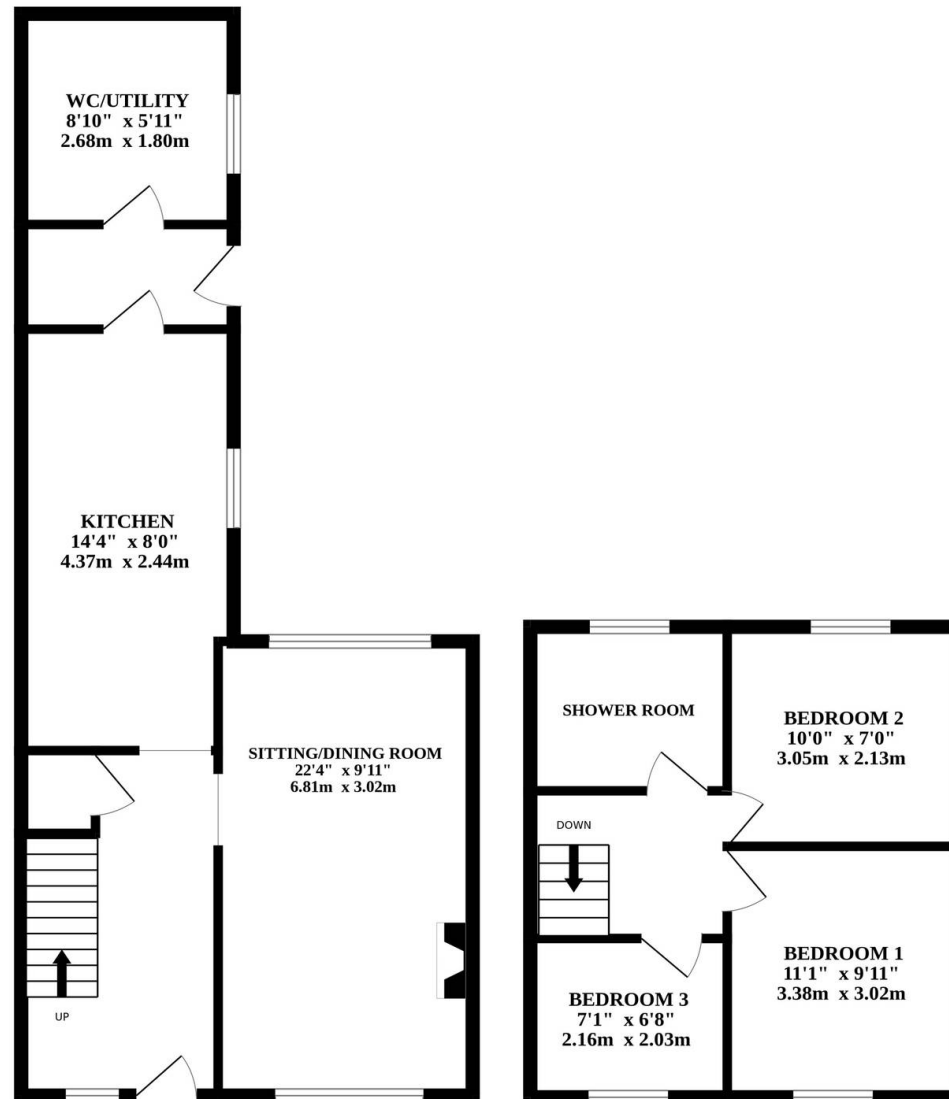 WC/UTILITY
8'10" x 5'11"
2.68m x 1.80m
KITCHEN
14'4" x 8'0"
4.37m x 2.44m
SITTING/DINING ROOM
22'4" x 9'11"
6.81m x 3.02m
UP
SHOWER ROOM
BEDROOM 2
10'0" x 7'0"
3.05m x 2.13m
DOWN
BEDROOM 1
11'1" x 9'11"
3.38m x 3.02m
BEDROOM 3
7'1" x 6'8"
2.16m x 2.03m